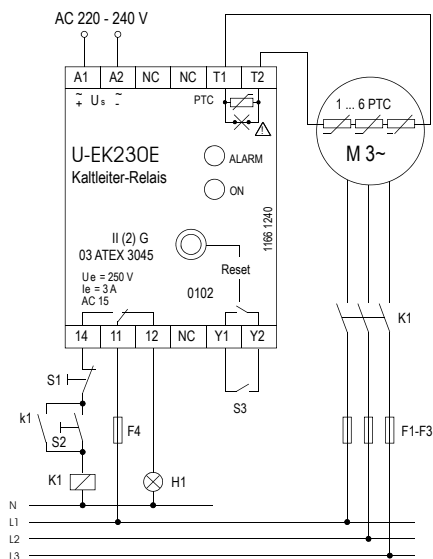 AC 220 - 240 V
A1 A2 NC NC T1 T2
~ ~
+ Us -
PTC
1 ... 6 PTC
M 3~
U-EK230E
Kaltleiter-Relais
ALARM
ON
II (2) G
03 ATEX 3045
1166 1240
Ue = 250 V
Ie = 3 A
AC 15
Reset
0102
14 11 12 NC Y1 Y2
K1
S1
k1
S2
F4
S3
F1-F3
K1
H1
N
L1
L2
L3